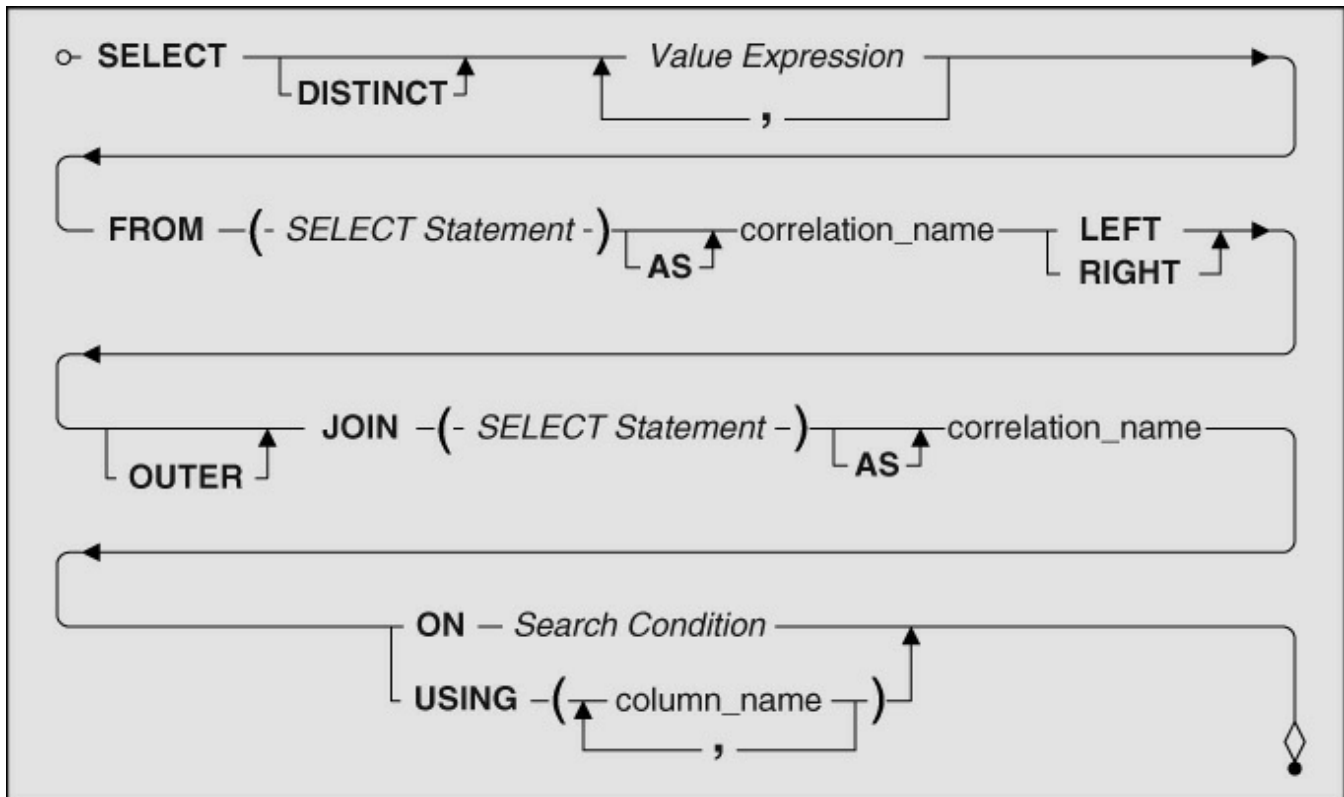 SELECT Value Expression
DISTINCT ,
FROM ( SELECT Statement ) correlation_name LEFT
AS RIGHT
JOIN ( SELECT Statement ) correlation_name
OUTER AS
ON Search Condition
USING ( column_name )
,